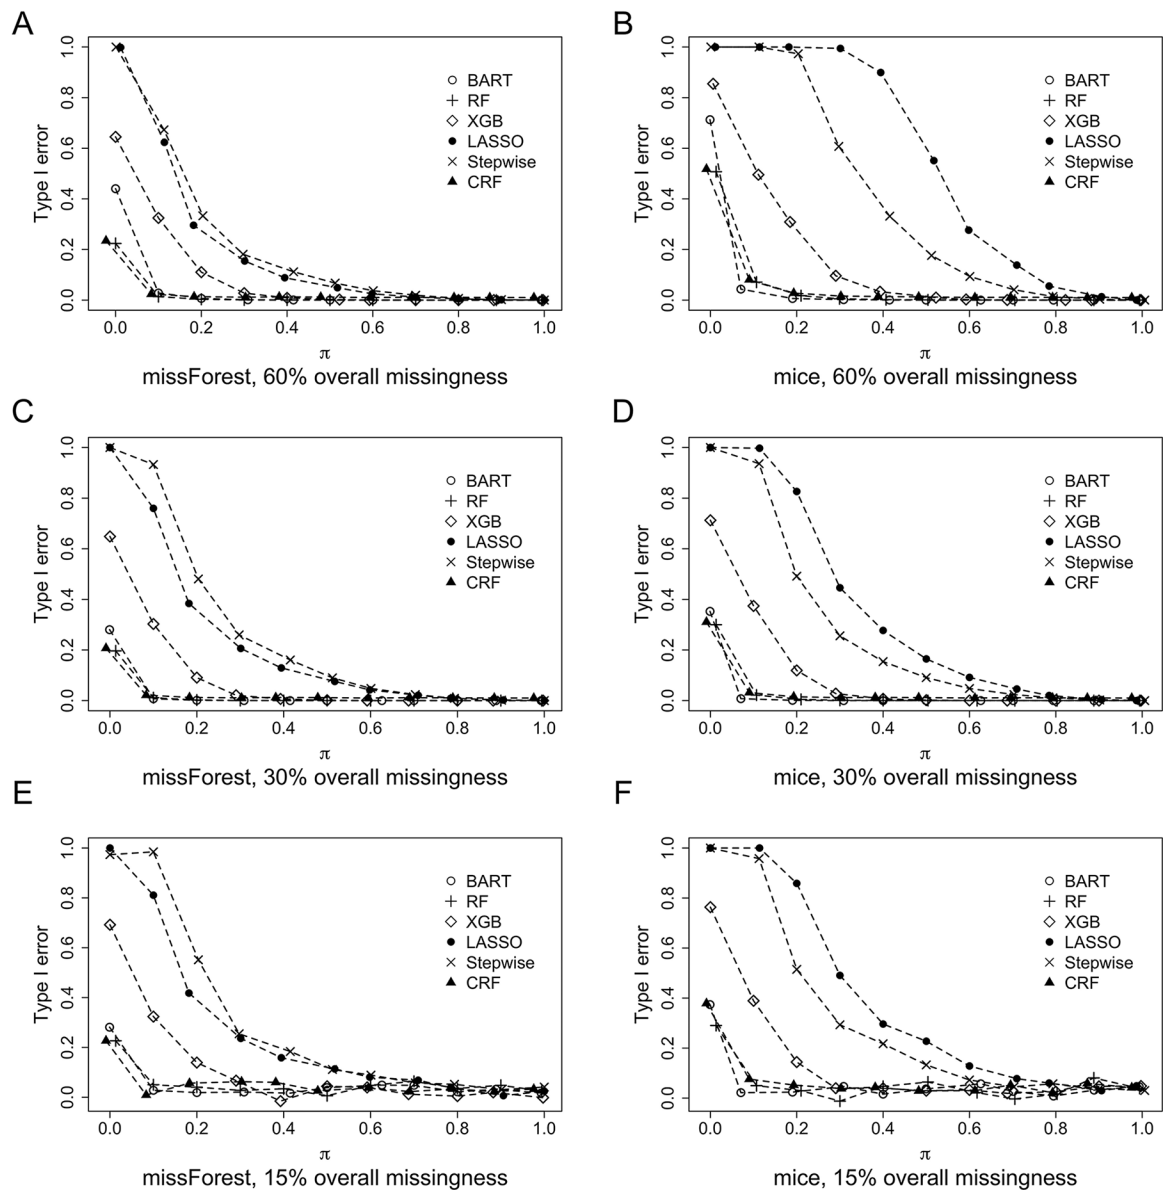 A
Type I error
1.0
0.8
0.6
0.4
0.2
0.0
BART
RF
XGB
LASSO
Stepwise
CRF
0.0 0.2 0.4 0.6 0.8 1.0
π
missForest, 60% overall missingness
B
Type I error
1.0
0.8
0.6
0.4
0.2
0.0
BART
RF
XGB
LASSO
Stepwise
CRF
0.0 0.2 0.4 0.6 0.8 1.0
π
mice, 60% overall missingness
C
Type I error
1.0
0.8
0.6
0.4
0.2
0.0
BART
RF
XGB
LASSO
Stepwise
CRF
0.0 0.2 0.4 0.6 0.8 1.0
π
missForest, 30% overall missingness
D
Type I error
1.0
0.8
0.6
0.4
0.2
0.0
BART
RF
XGB
LASSO
Stepwise
CRF
0.0 0.2 0.4 0.6 0.8 1.0
π
mice, 30% overall missingness
E
Type I error
1.0
0.8
0.6
0.4
0.2
0.0
BART
RF
XGB
LASSO
Stepwise
CRF
0.0 0.2 0.4 0.6 0.8 1.0
π
missForest, 15% overall missingness
F
Type I error
1.0
0.8
0.6
0.4
0.2
0.0
BART
RF
XGB
LASSO
Stepwise
CRF
0.0 0.2 0.4 0.6 0.8 1.0
π
mice, 15% overall missingness